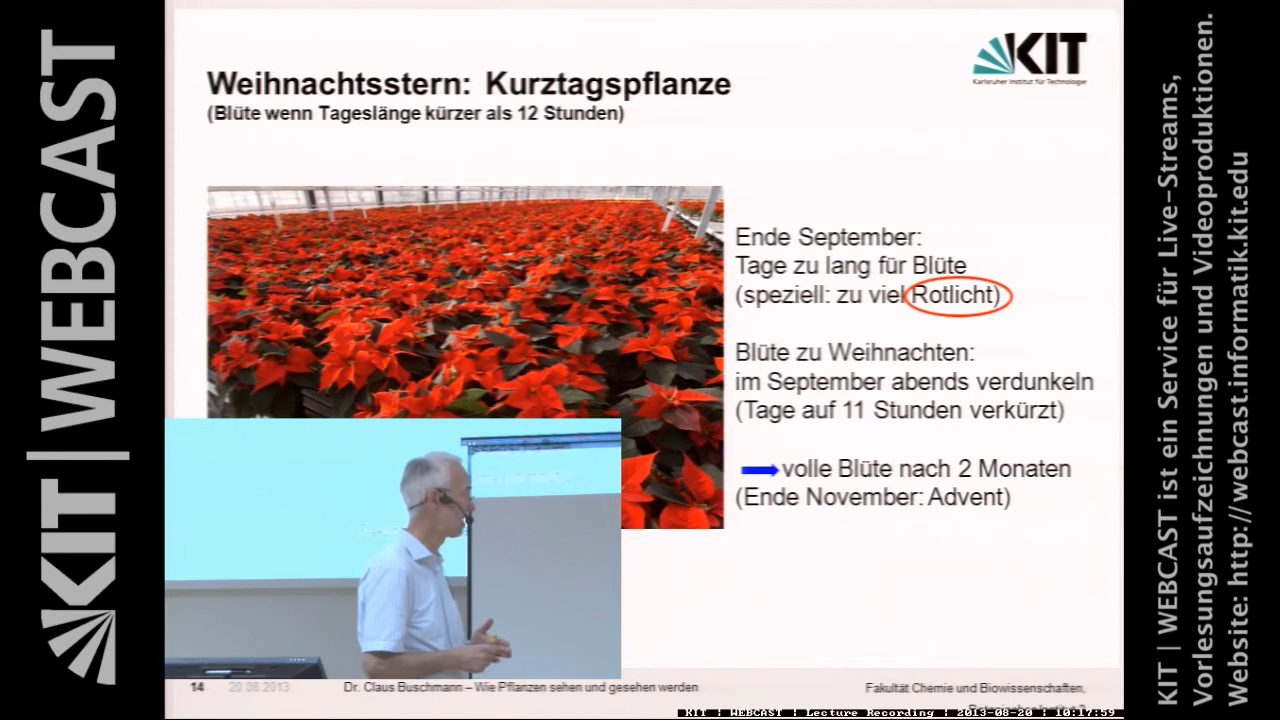 KIT | WEBCAST
KIT
Karlsruher Institut für Technologie
Weihnachtsstern: Kurztagspflanze
(Blüte wenn Tageslänge kürzer als 12 Stunden)
Ende September:
Tage zu lang für Blüte
(speziell: zu viel Rotlicht)
Blüte zu Weihnachten:
im September abends verdunkeln
(Tage auf 11 Stunden verkürzt)
volle Blüte nach 2 Monaten
(Ende November: Advent)
14
20.08.2013
Dr. Claus Buschmann – Wie Pflanzen sehen und gesehen werden
Fakultät Chemie und Biowissenschaften,
KIT : WEBCAST : Lecture Recording : 2013-08-20 : 10:17:59
KIT | WEBCAST ist ein Service für Live-Streams,
Vorlesungsaufzeichnungen und Videoproduktionen.
Website: http://webcast.informatik.kit.edu